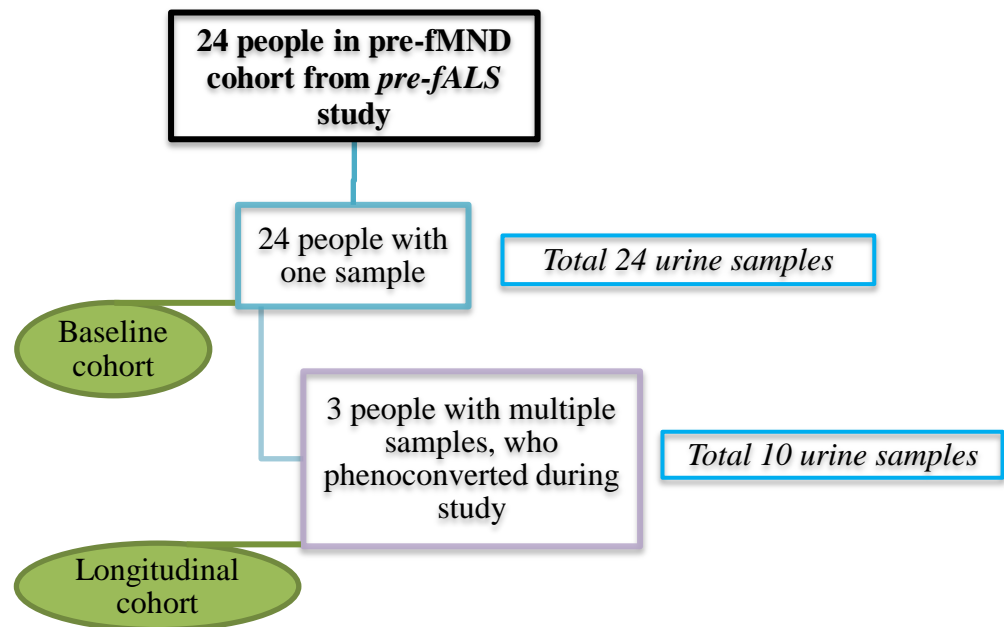 24 people in pre-fMND
cohort from pre-fALS
study
24 people with
one sample
Total 24 urine samples
Baseline
cohort
3 people with multiple
samples, who
phenoconverted during
study
Total 10 urine samples
Longitudinal
cohort